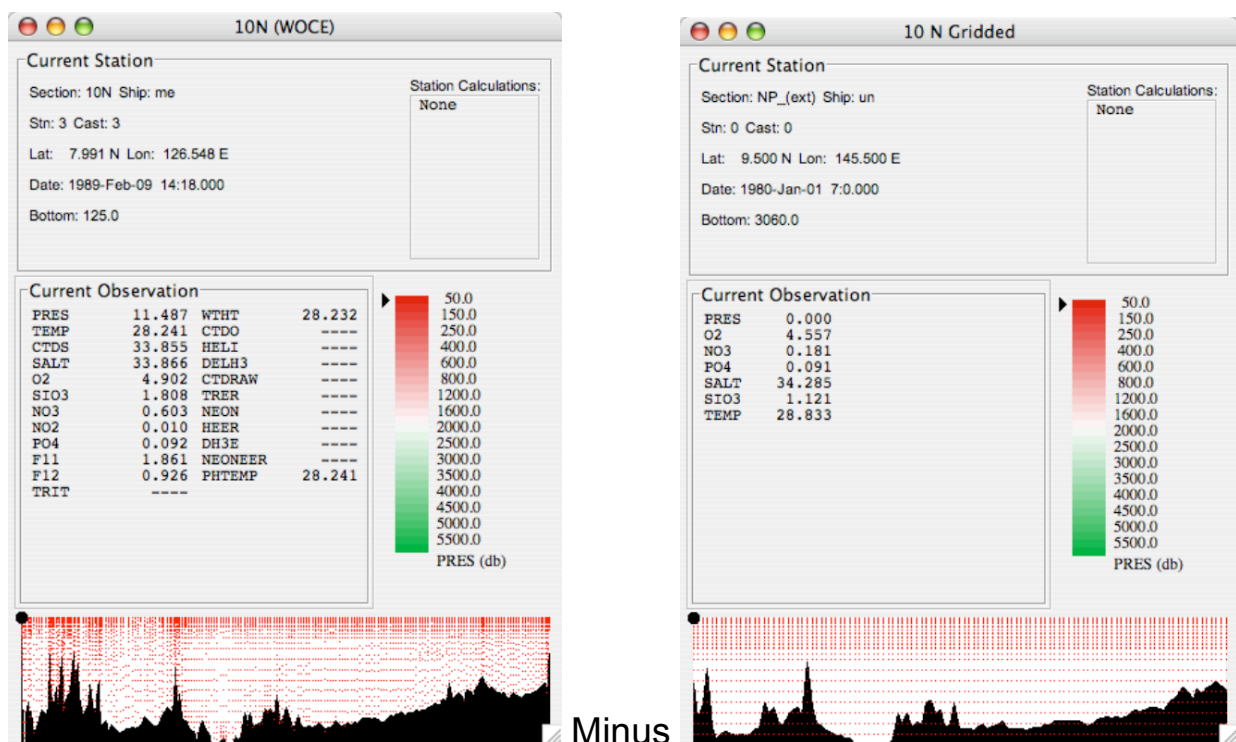 10N (WOCE)
Current Station
Section: 10N Ship: me
Stn: 3 Cast: 3
Lat: 7.991 N Lon: 126.548 E
Date: 1989-Feb-09 14:18.000
Bottom: 125.0
Station Calculations:
None
Current Observation
PRES 11.487 WTHT 28.232
TEMP 28.241 CTDO ----
CTDS 33.855 HELI ----
SALT 33.866 DELH3 ----
O2 4.902 CTDRAW ----
SIO3 1.808 TRER ----
NO3 0.603 NEON ----
NO2 0.010 HEER ----
PO4 0.092 DH3E ----
F11 1.861 NEONEER ----
F12 0.926 PHTEMP 28.241
TRIT ----
50.0
150.0
250.0
400.0
600.0
800.0
1200.0
1600.0
2000.0
2500.0
3000.0
3500.0
4000.0
4500.0
5000.0
5500.0
PRES (db)
Minus
10 N Gridded
Current Station
Section: NP_(ext) Ship: un
Stn: 0 Cast: 0
Lat: 9.500 N Lon: 145.500 E
Date: 1980-Jan-01 7:0.000
Bottom: 3060.0
Station Calculations:
None
Current Observation
PRES 0.000
O2 4.557
NO3 0.181
PO4 0.091
SALT 34.285
SIO3 1.121
TEMP 28.833
50.0
150.0
250.0
400.0
600.0
800.0
1200.0
1600.0
2000.0
2500.0
3000.0
3500.0
4000.0
4500.0
5000.0
5500.0
PRES (db)